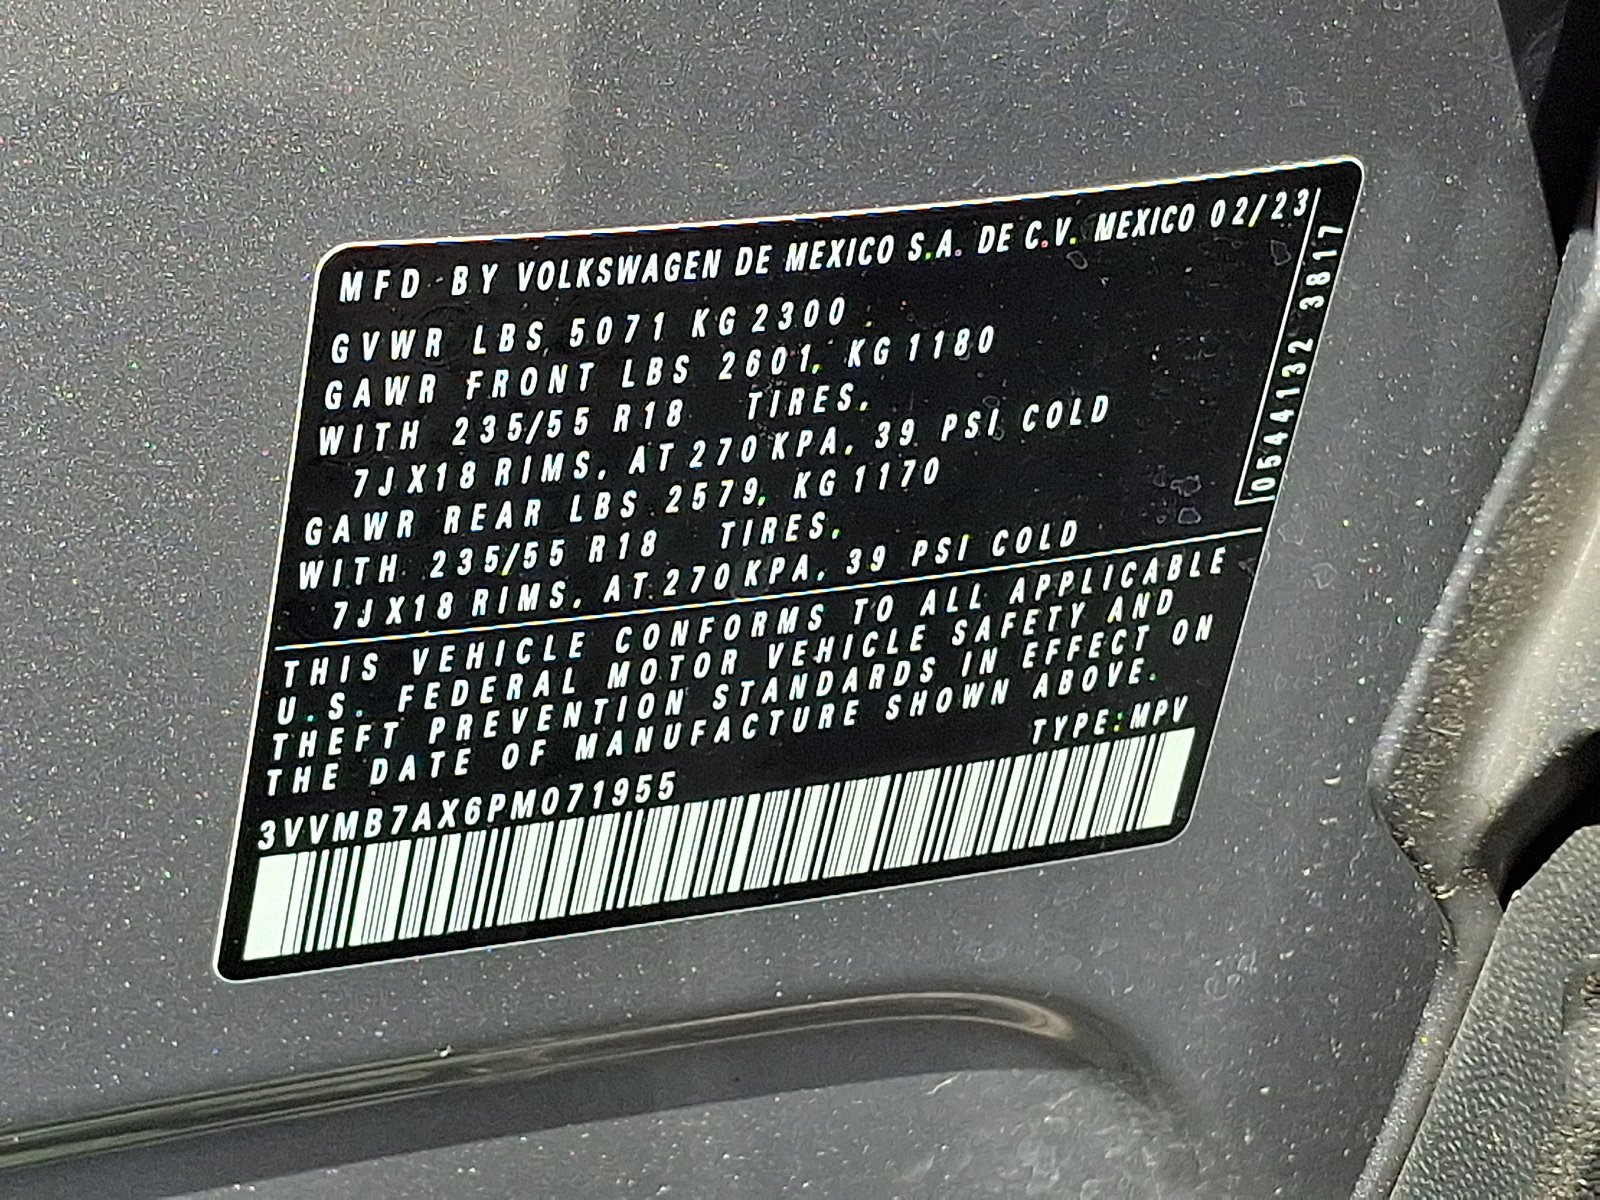 MFD BY VOLKSWAGEN DE MEXICO S.A. DE C.V. MEXICO 02/23
GVWR LBS 5071 KG 2300
GAWR FRONT LBS 2601, KG 1180
WITH 235/55 R18 TIRES,
7JX18 RIMS, AT 270 KPA, 39 PSI COLD
GAWR REAR LBS 2579, KG 1170
WITH 235/55 R18 TIRES,
7JX18 RIMS, AT 270 KPA, 39 PSI COLD
THIS VEHICLE CONFORMS TO ALL APPLICABLE
U.S. FEDERAL MOTOR VEHICLE SAFETY AND
THEFT PREVENTION STANDARDS IN EFFECT ON
THE DATE OF MANUFACTURE SHOWN ABOVE.
TYPE: MPV
3VVMB7AX6PM071955
0544132 3817